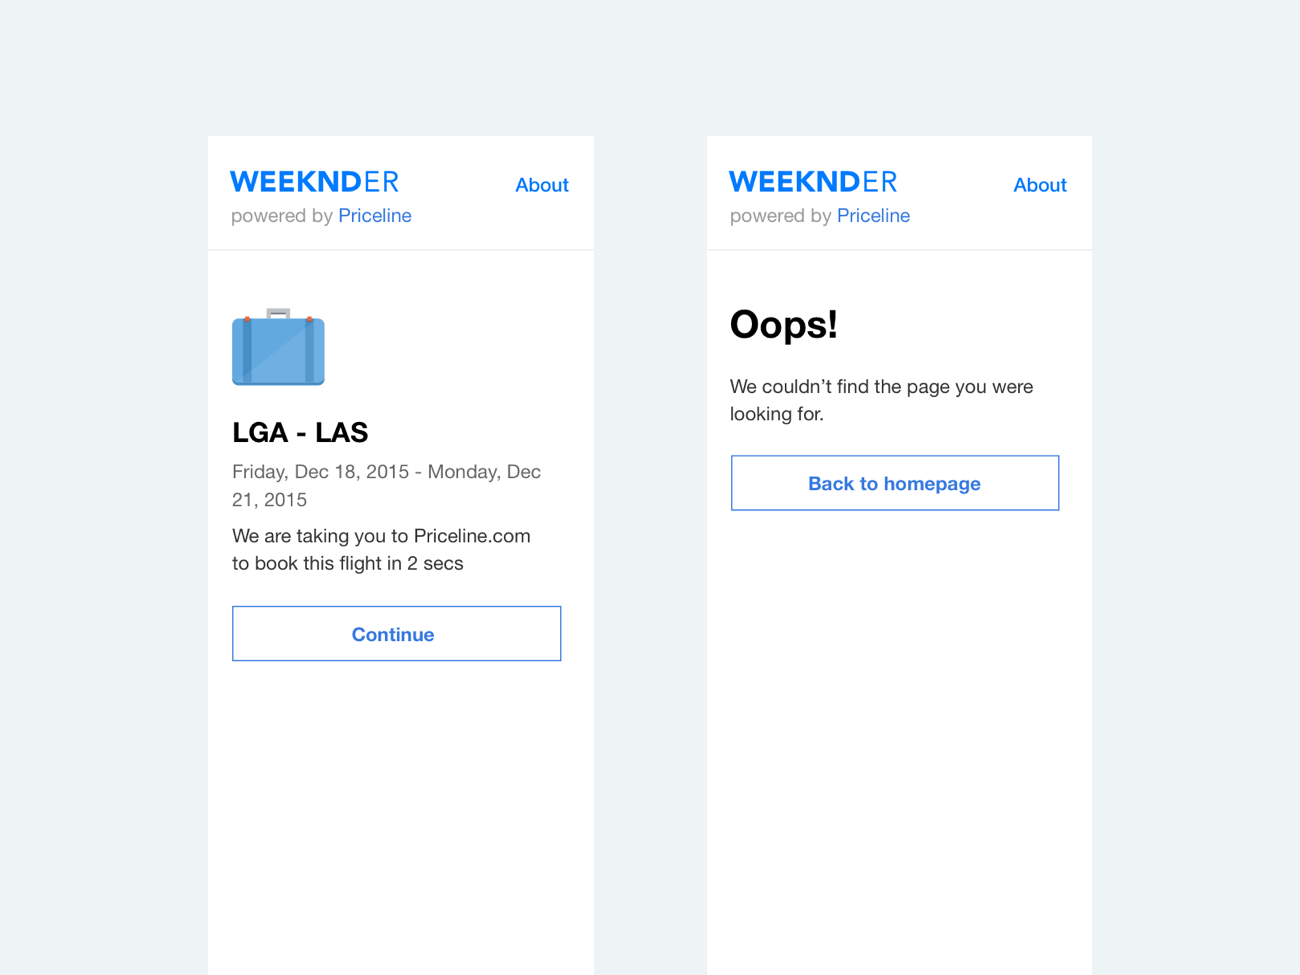 WEEKNDER
About
powered by Priceline
LGA - LAS
Friday, Dec 18, 2015 - Monday, Dec
21, 2015
We are taking you to Priceline.com
to book this flight in 2 secs
Continue
WEEKNDER
About
powered by Priceline
Oops!
We couldn’t find the page you were
looking for.
Back to homepage